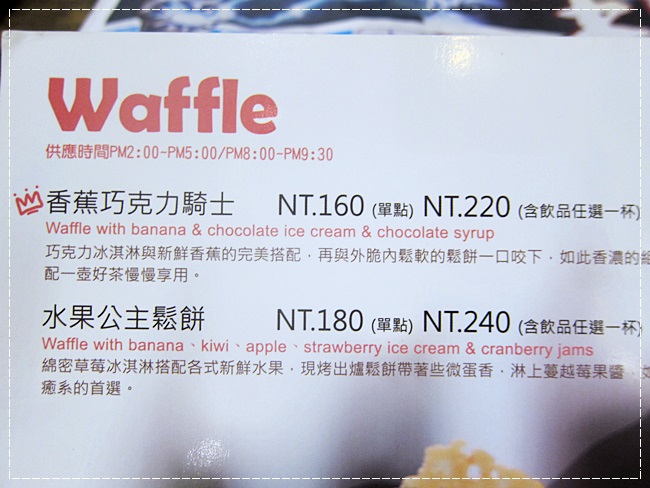 Waffle
供應時間PM2:00-PM5:00/PM8:00-PM9:30
香蕉巧克力騎士 NT.160 (單點) NT.220 (含飲品任選一杯)
Waffle with banana & chocolate ice cream & chocolate syrup
巧克力冰淇淋與新鮮香蕉的完美搭配，再與外脆內鬆軟的鬆餅一口咬下，如此香濃的
配一壺好茶慢慢享用。
水果公主鬆餅 NT.180 (單點) NT.240 (含飲品任選一杯)
Waffle with banana、kiwi、apple、strawberry ice cream & cranberry jams
綿密草莓冰淇淋搭配各式新鮮水果，現烤出爐鬆餅帶著些微蛋香，淋上蔓越莓果醬，
癒系的首選。